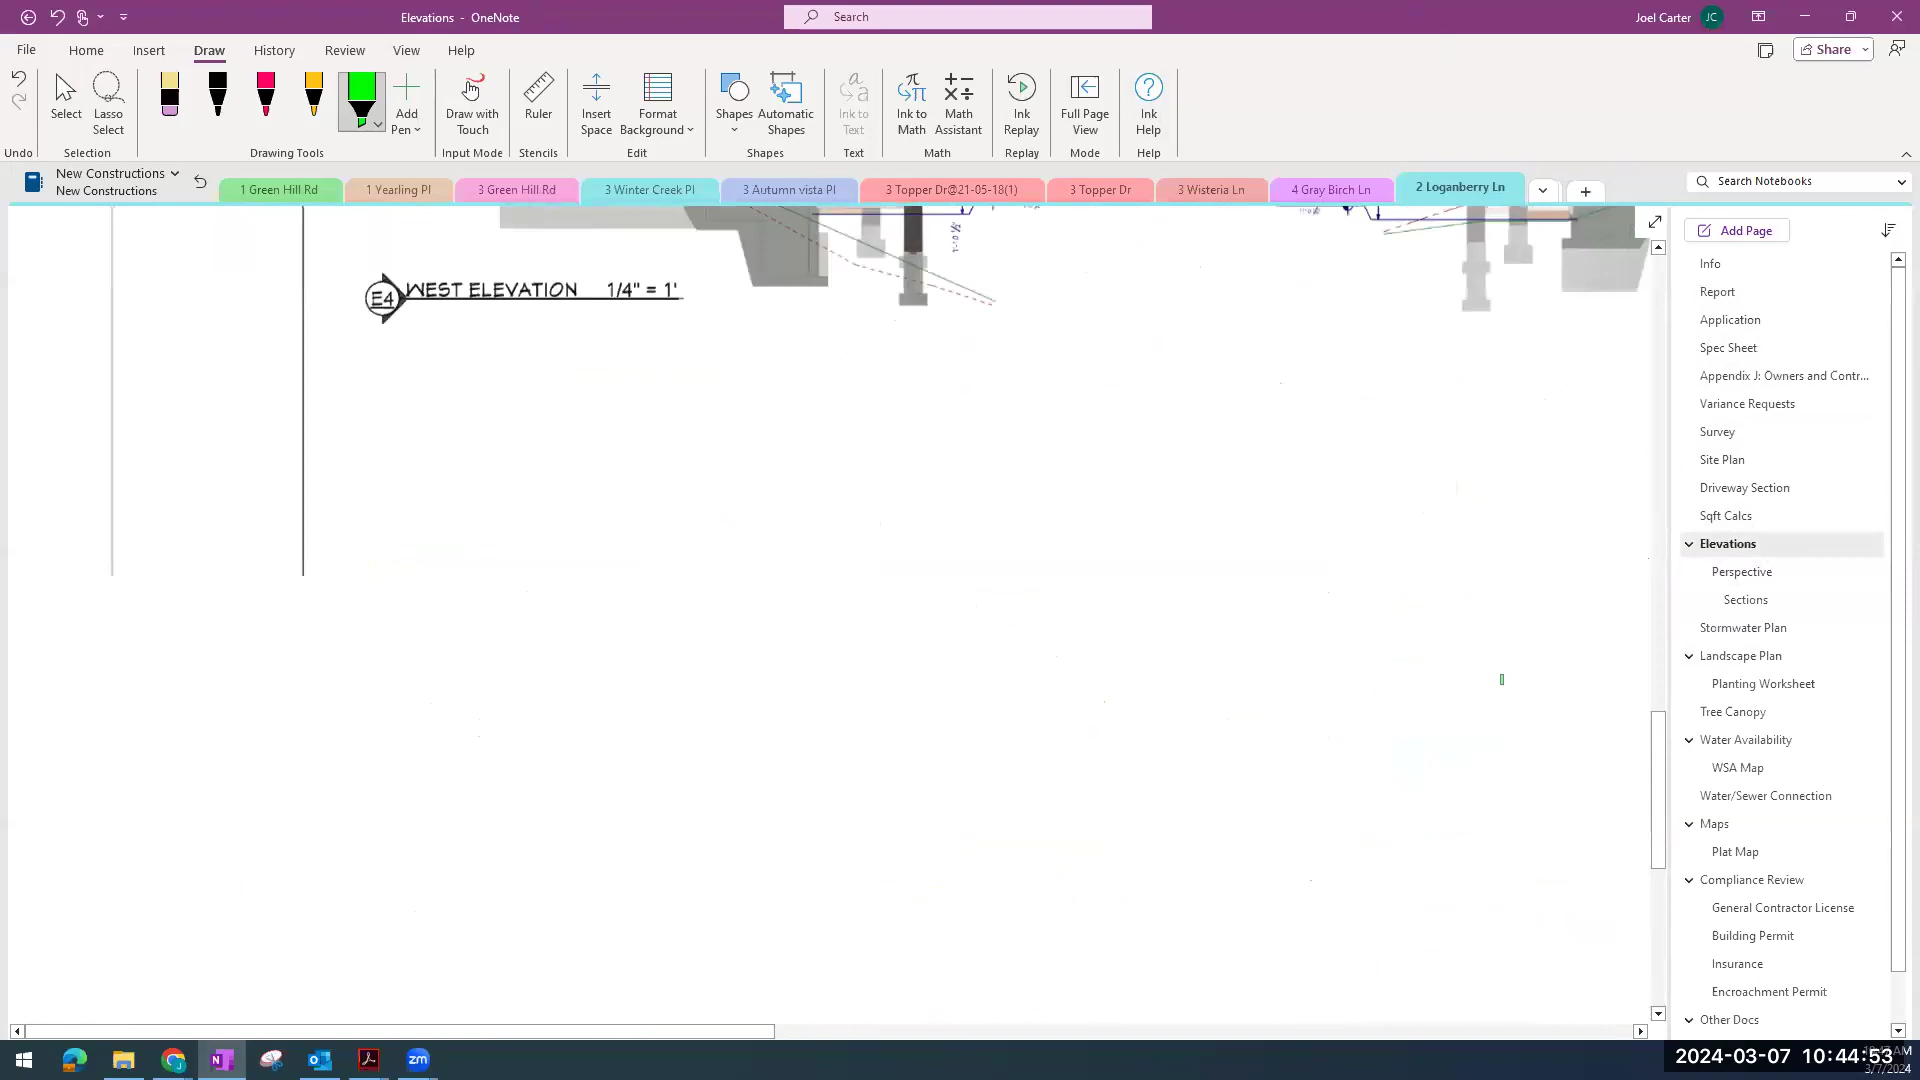 Elevations - OneNote
Search
Joel Carter JC
File Home Insert Draw History Review View Help
Share
Select
Lasso Select
Add Pen
Draw with Touch
Ruler
Insert Space
Format Background
Shapes
Automatic Shapes
Ink to Text
Ink to Math
Math Assistant
Ink Replay
Full Page View
Ink Help
Undo Selection Drawing Tools Input Mode Stencils Edit Shapes Text Math Replay Mode Help
New Constructions
New Constructions
1 Green Hill Rd 1 Yearling Pl 3 Green Hill Rd 3 Winter Creek Pl 3 Autumn vista Pl 3 Topper Dr@21-05-18(1) 3 Topper Dr 3 Wisteria Ln 4 Gray Birch Ln 2 Loganberry Ln
Search Notebooks
Add Page
E4 WEST ELEVATION 1/4" = 1'
Info
Report
Application
Spec Sheet
Appendix J: Owners and Contr...
Variance Requests
Survey
Site Plan
Driveway Section
Sqft Calcs
Elevations
Perspective
Sections
Stormwater Plan
Landscape Plan
Planting Worksheet
Tree Canopy
Water Availability
WSA Map
Water/Sewer Connection
Maps
Plat Map
Compliance Review
General Contractor License
Building Permit
Insurance
Encroachment Permit
Other Docs
zm
2024-03-07 10:44:53
3/7/2024